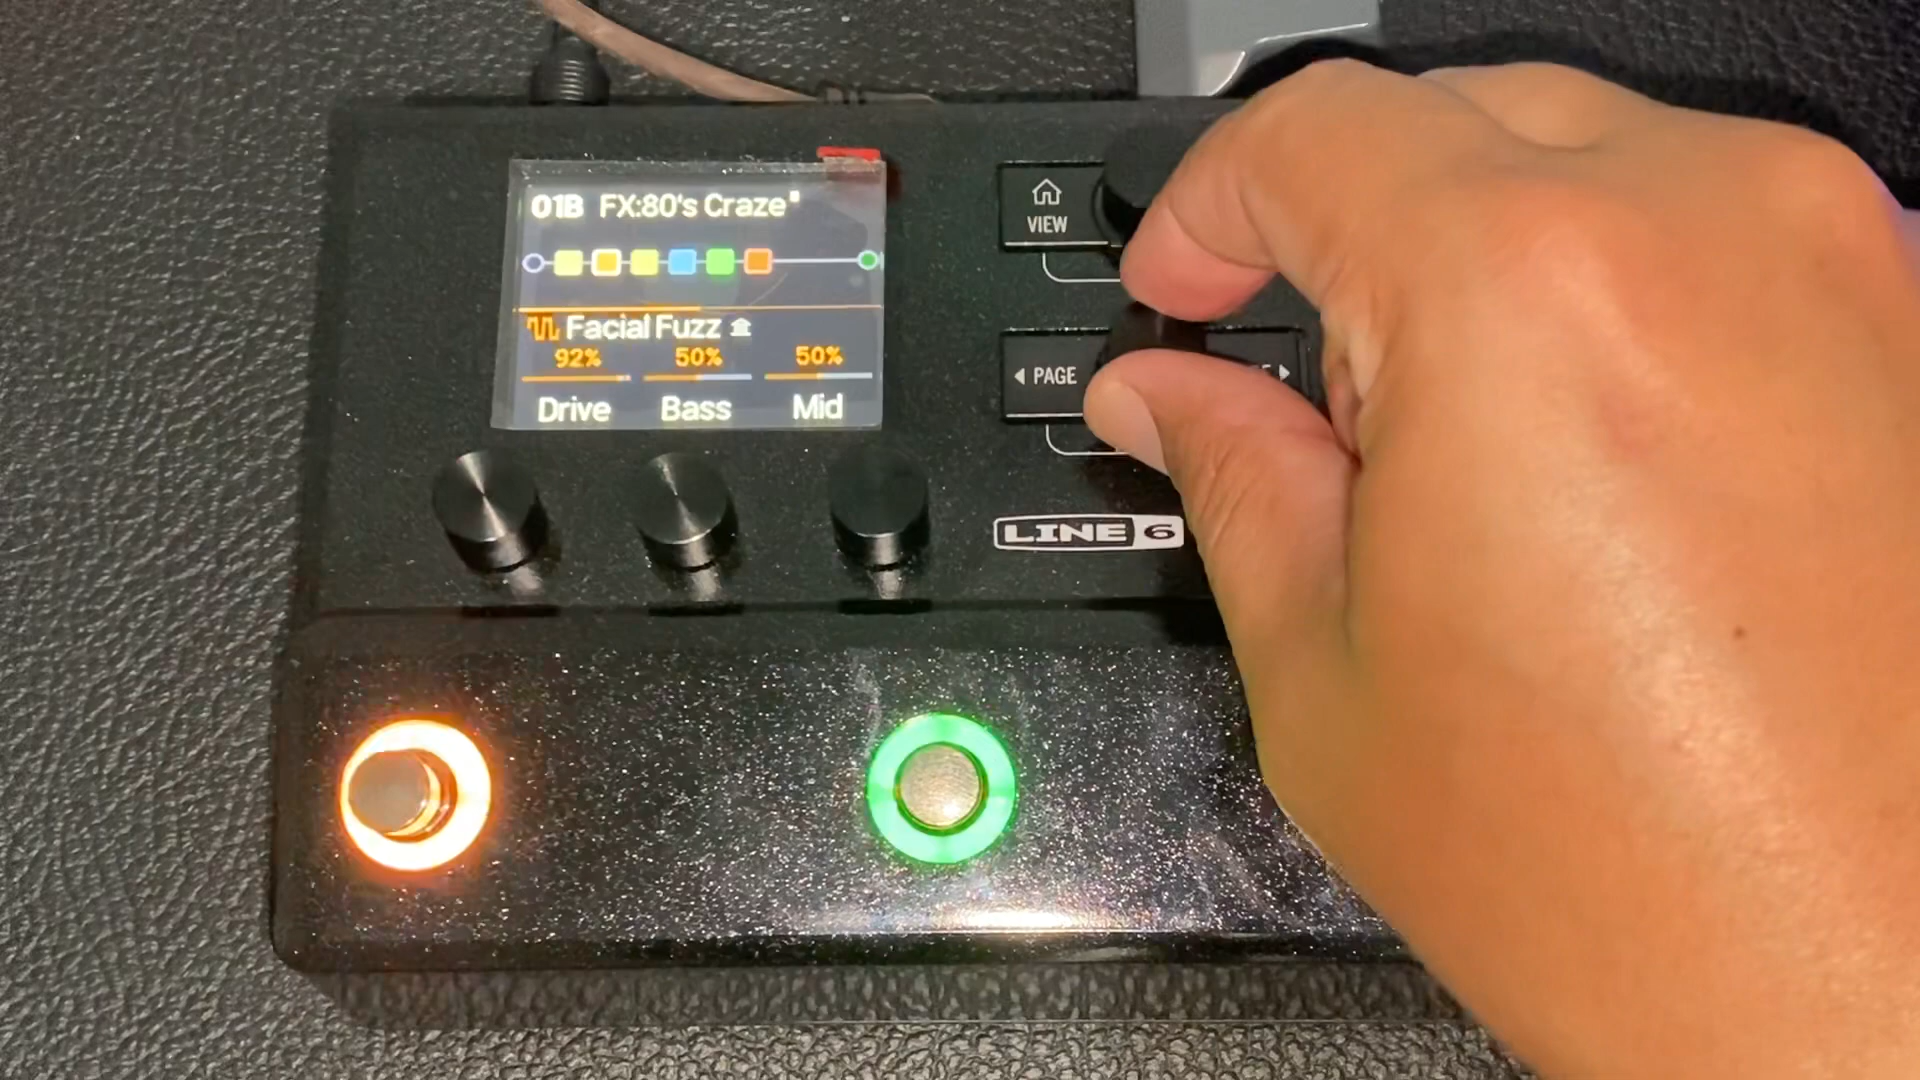 01B FX:80's Craze
Facial Fuzz
92% 50% 50%
Drive Bass Mid
VIEW
PAGE
LINE 6